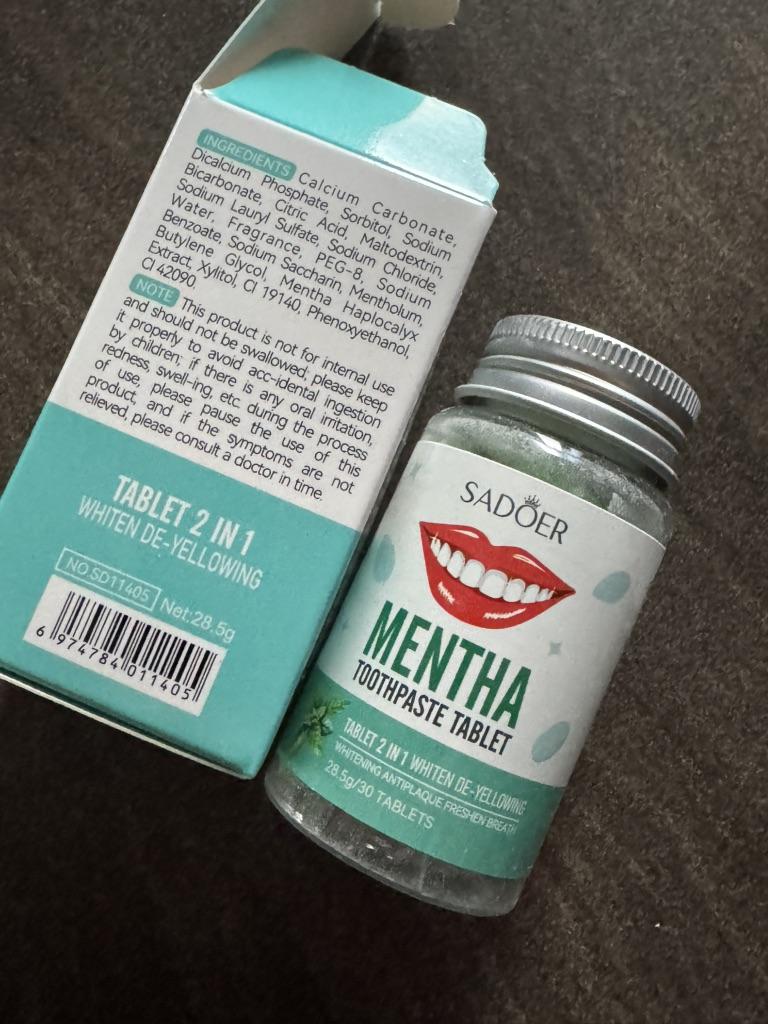 INGREDIENTS Calcium Carbonate,
Dicalcium Phosphate, Sorbitol, Sodium
Bicarbonate, Citric Acid, Maltodextrin,
Sodium Lauryl Sulfate, Sodium Chloride,
Water, Fragrance, PEG-8, Sodium
Benzoate, Sodium Saccharin, Mentholum,
Butylene Glycol, Mentha Haplocalyx
Extract, Xylitol, CI 19140, Phenoxyethanol,
CI 42090
NOTE This product is not for internal use
and should not be swallowed, please keep
it properly to avoid acc-idental ingestion
by children; if there is any oral irritation,
redness, swell-ing, etc during the process
of use, please pause the use of this
product, and if the symptoms are not
relieved, please consult a doctor in time.
TABLET 2 IN 1
WHITEN DE-YELLOWING
NO.SD11405 Net:28.5g
6 974784 011405
SADOER
MENTHA
TOOTHPASTE TABLET
TABLET 2 IN 1 WHITEN DE-YELLOWING
WHITENING ANTIPLAQUE FRESHEN BREATH
28.5g/30 TABLETS